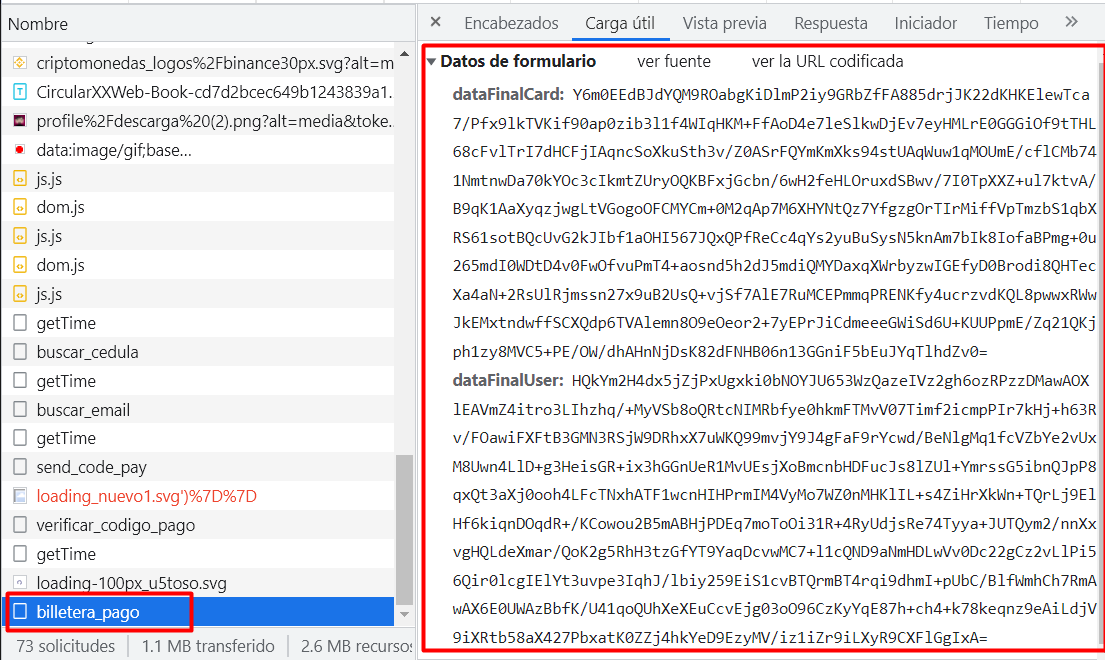 Nombre
criptomonedas_logos%2Fbinance30px.svg?alt=m
CircularXXWeb-Book-cd7d2bcec649b1243839a1.
profile%2Fdescarga%20(2).png?alt=media&toke..
data:image/gif;base...
js.js
dom.js
js.js
dom.js
js.js
getTime
buscar_cedula
getTime
buscar_email
getTime
send_code_pay
loading_nuevo1.svg')%7D%7D
verificar_codigo_pago
getTime
loading-100px_u5toso.svg
billetera_pago
73 solicitudes 1.1 MB transferido 2.6 MB recursos
× Encabezados Carga útil Vista previa Respuesta Iniciador Tiempo »
Datos de formulario ver fuente ver la URL codificada
dataFinalCard: Y6m0EEdBJdYQM9ROabgKiDlmP2iy9GRbZfFA885drjJK22dKHKElewTca
7/Pfx9lkTVKif90ap0zib3l1f4WIqHKM+FfAoD4e7leSlkwDjEv7eyHMLrE0GGGiOf9tTHL
68cFvlTrI7dHCFjIAqncSoXkuSth3v/Z0ASrFQYmKmXks94stUAqWuw1qMOUmE/cflCMb74
1NmtnwDa70kYOc3cIkmtZUryOQKBFxjGcbn/6wH2feHLOruxdSBwv/7I0TpXXZ+ul7ktvA/
B9qK1AaXyqzjwgLtVGogoOFCMYCm+0M2qAp7M6XHYNtQz7YfgzgOrTIrMiffVpTmzbS1qbX
RS61sotBQcUvG2kJIbf1aOHI567JQxQPfReCc4qYs2yuBuSysN5knAm7bIk8IofaBPmg+0u
265mdI0WDtD4v0FwOfvuPmT4+aosnd5h2dJ5mdiQMYDaxqXWrbyzwIGEfyD0Brodi8QHTec
Xa4aN+2RsUlRjmssn27x9uB2UsQ+vjSf7AlE7RuMCEPmmqPRENKfy4ucrzvdKQL8pwwxRWw
JkEMxtndwffSCXQdp6TVAlemn8O9eOeor2+7yEPrJiCdmeeeGWiSd6U+KUUPpmE/Zq21QKj
ph1zy8MVC5+PE/OW/dhAHnNjDsK82dFNHB06n13GGniF5bEuJYqTlhdZv0=
dataFinalUser: HQkYm2H4dx5jZjPxUgxki0bNOYJU653WzQazeIVz2gh6ozRPzzDMawAOX
lEAVmZ4itro3LIhzhq/+MyVSb8oQRtcNIMRbfye0hkmFTMvV07Timf2icmpPIr7kHj+h63R
v/FOawiFXFtB3GMN3RSjW9DRhxX7uWKQ99mvjY9J4gFaF9rYcwd/BeNlgMq1fcVZbYe2vUx
M8Uwn4LlD+g3HeisGR+ix3hGGnUeR1MvUEsjXoBmcnbHDFucJs8lZUl+YmrssG5ibnQJpP8
qxQt3aXj0ooh4LFcTNxhATF1wcnHIHPrmIM4VyMo7WZ0nMHKlIL+s4ZiHrXkWn+TQrLj9El
Hf6kiqnDOqdR+/KCowou2B5mABHjPDEq7moToOi31R+4RyUdjsRe74Tyya+JUTQym2/nnXx
vgHQLdeXmar/QoK2g5RhH3tzGfYT9YaqDcvwMC7+l1cQND9aNmHDLwVv0Dc22gCz2vLlPi5
6Qir0lcgIElYt3uvpe3IqhJ/lbiy259EiS1cvBTQrmBT4rqi9dhmI+pUbC/BlfWmhCh7RmA
wAX6E0UWAzBbfK/U41qoQUhXeXEuCcvEjg03oO96CzKyYqE87h+ch4+k78keqnz9eAiLdjV
9iXRtb58aX427PbxatK0ZZj4hkYeD9EzyMV/iz1iZr9iLXyR9CXFlGgIxA=